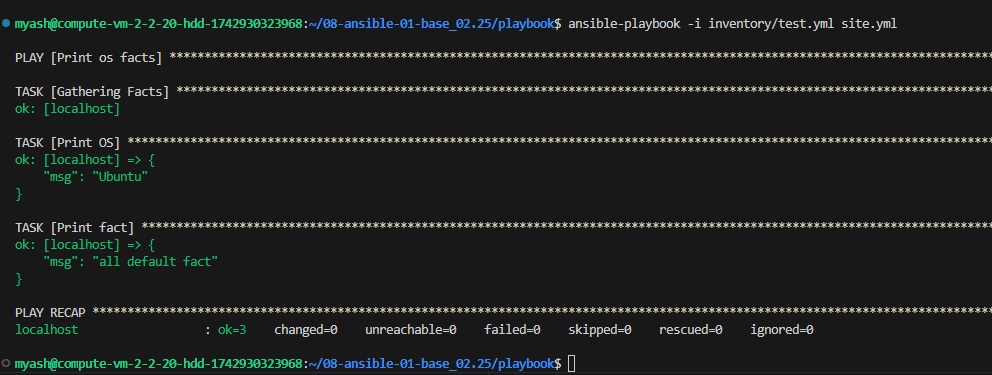 myash@compute-vm-2-2-20-hdd-1742930323968:~/08-ansible-01-base_02.25/playbook$ ansible-playbook -i inventory/test.yml site.yml
PLAY [Print os facts] ***************************************************************************************************************************
TASK [Gathering Facts] **************************************************************************************************************************
ok: [localhost]
TASK [Print OS] *********************************************************************************************************************************
ok: [localhost] => {
    "msg": "Ubuntu"
}
TASK [Print fact] *******************************************************************************************************************************
ok: [localhost] => {
    "msg": "all default fact"
}
PLAY RECAP **************************************************************************************************************************************
localhost                  : ok=3    changed=0    unreachable=0    failed=0    skipped=0    rescued=0    ignored=0
myash@compute-vm-2-2-20-hdd-1742930323968:~/08-ansible-01-base_02.25/playbook$